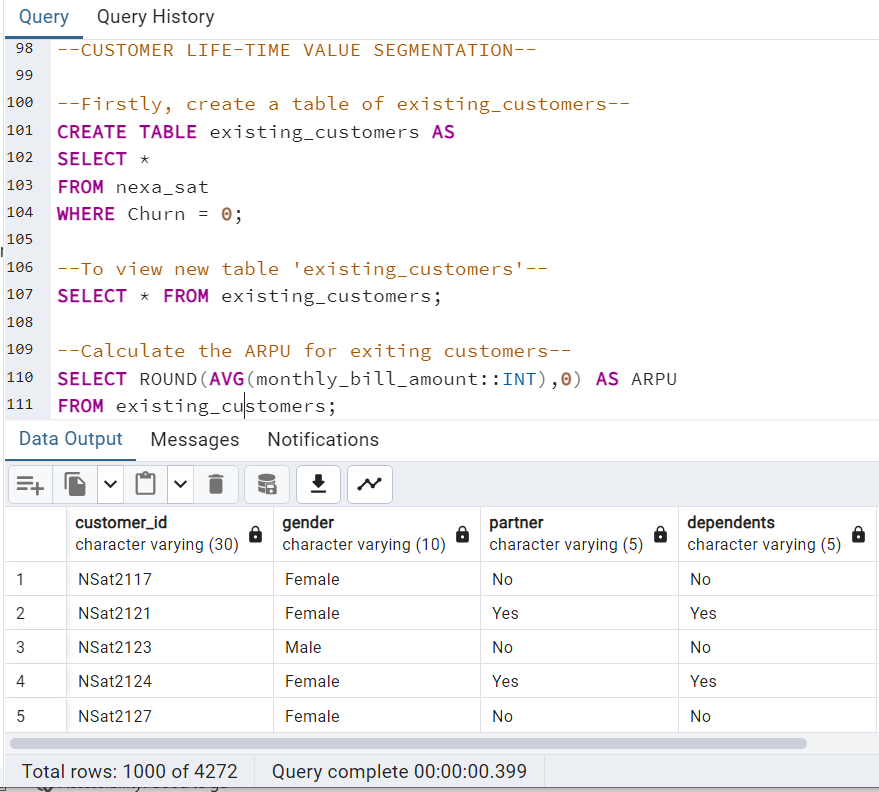 Query Query History
98 --CUSTOMER LIFE-TIME VALUE SEGMENTATION--
99
100 --Firstly, create a table of existing_customers--
101 CREATE TABLE existing_customers AS
102 SELECT *
103 FROM nexa_sat
104 WHERE Churn = 0;
105
106 --To view new table 'existing_customers'--
107 SELECT * FROM existing_customers;
108
109 --Calculate the ARPU for exiting customers--
110 SELECT ROUND(AVG(monthly_bill_amount::INT),0) AS ARPU
111 FROM existing_customers;
Data Output Messages Notifications
customer_id gender partner dependents
character varying (30) character varying (10) character varying (5) character varying (5)
1 NSat2117 Female No No
2 NSat2121 Female Yes Yes
3 NSat2123 Male No No
4 NSat2124 Female Yes Yes
5 NSat2127 Female No No
Total rows: 1000 of 4272 Query complete 00:00:00.399